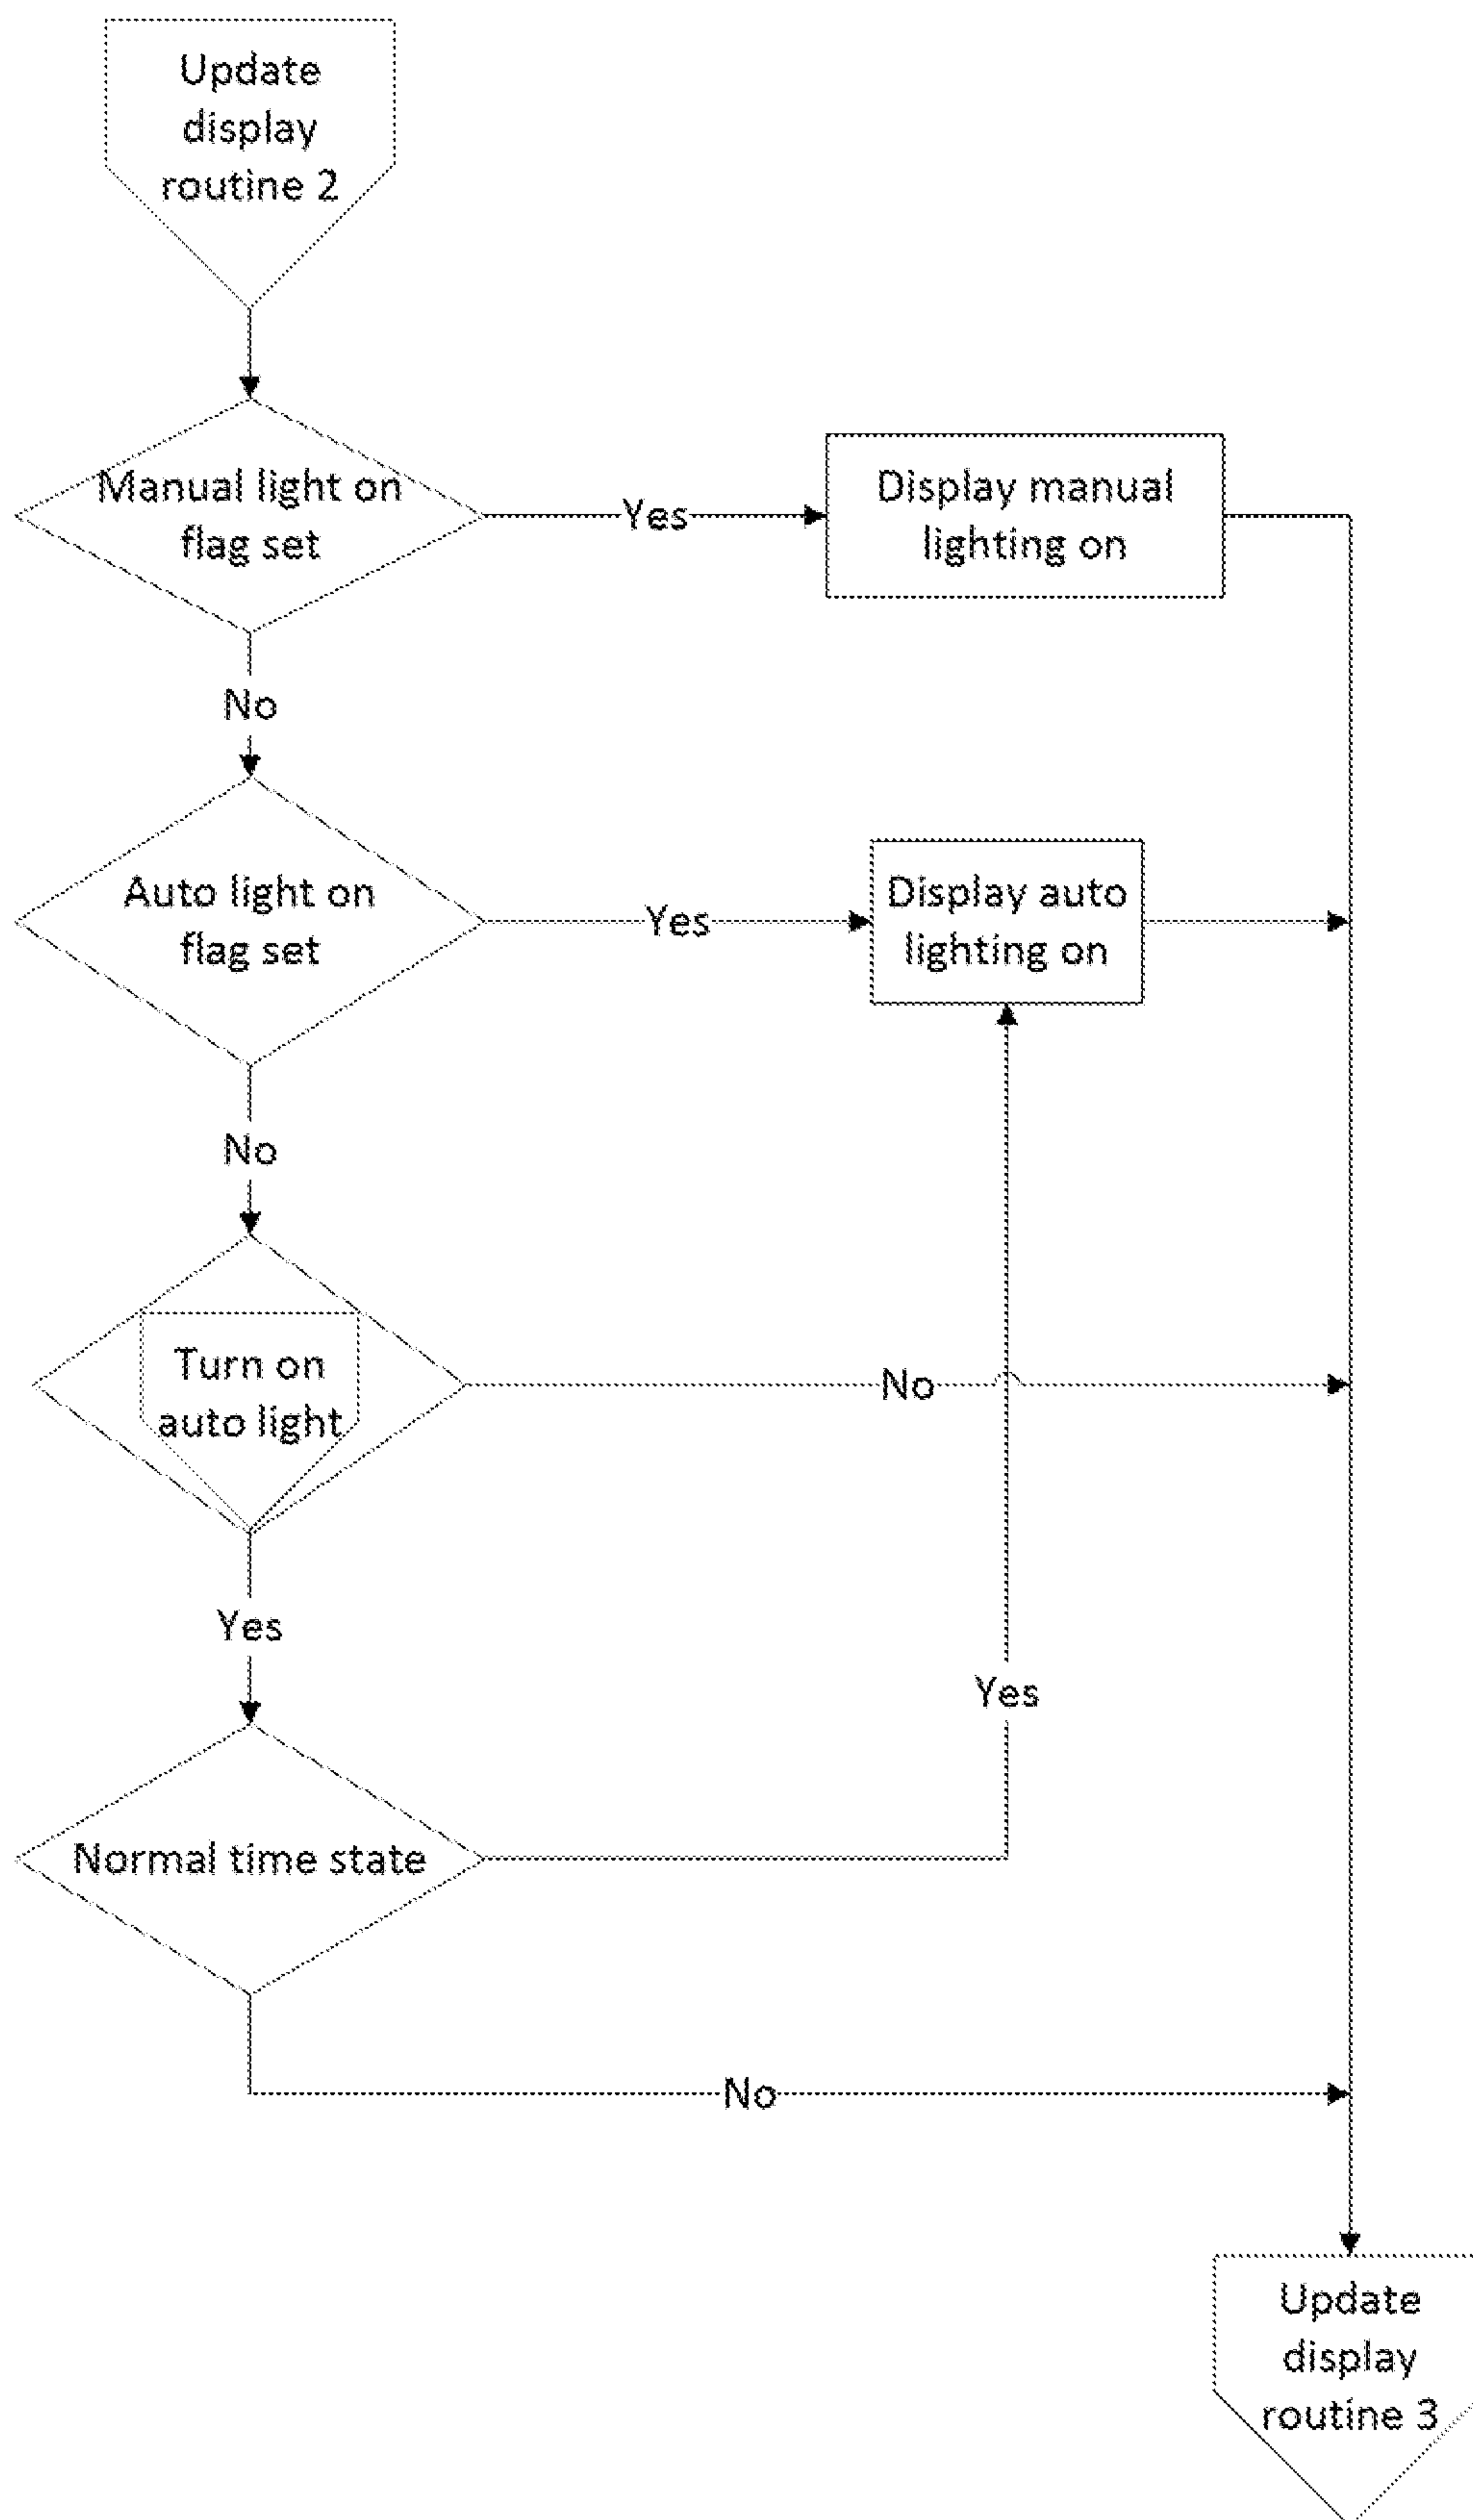 Update
display
routine 2
Manual light on
flag set
Yes
Display manual
lighting on
No
Auto light on
flag set
Yes
Display auto
lighting on
No
Turn on
auto light
No
Yes
Yes
Normal time state
No
Update
display
routine 3